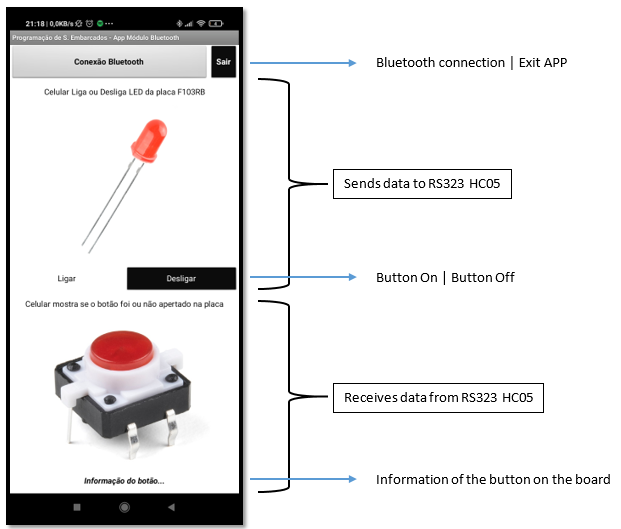 21:18 | 0,0KB/s
Programação de S. Embarcados - App Módulo Bluetooth
Conexão Bluetooth
Sair
Bluetooth connection | Exit APP
Celular Liga ou Desliga LED da placa F103RB
Sends data to RS323 HC05
Ligar
Desligar
Button On | Button Off
Celular mostra se o botão foi ou não apertado na placa
Receives data from RS323 HC05
Informação do botão...
Information of the button on the board